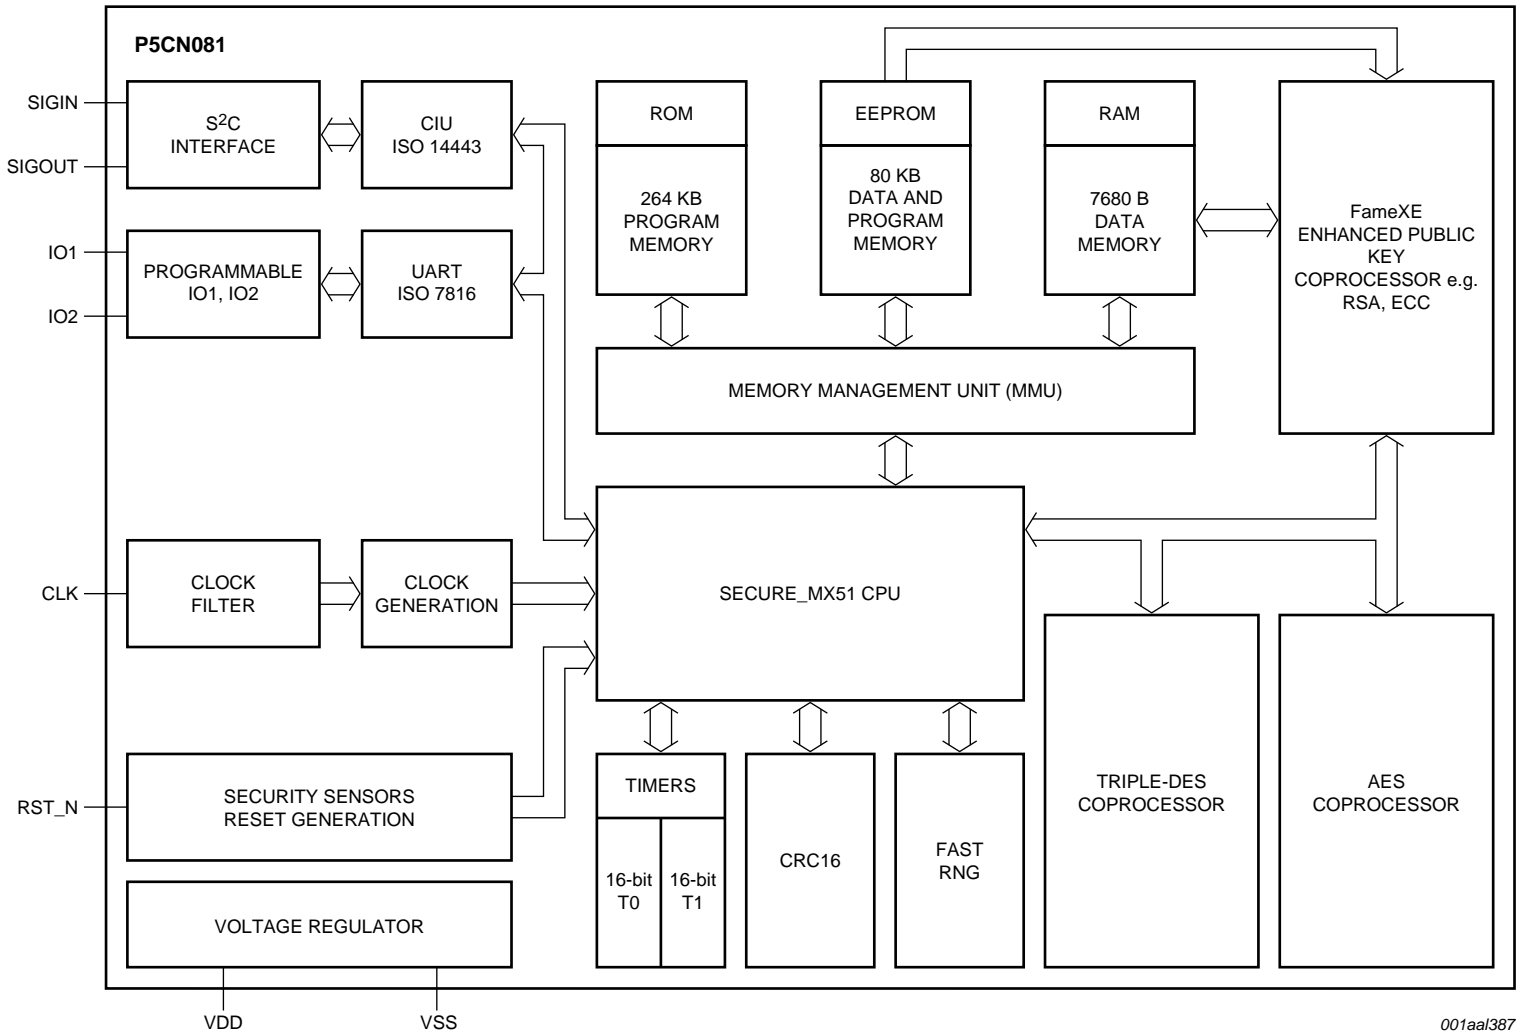 P5CN081
SIGIN
SIGOUT
S2C
INTERFACE
CIU
ISO 14443
IO1
IO2
PROGRAMMABLE
IO1, IO2
UART
ISO 7816
ROM
264 KB
PROGRAM
MEMORY
EEPROM
80 KB
DATA AND
PROGRAM
MEMORY
RAM
7680 B
DATA
MEMORY
FameXE
ENHANCED PUBLIC
KEY
COPROCESSOR e.g.
RSA, ECC
MEMORY MANAGEMENT UNIT (MMU)
CLK
CLOCK
FILTER
CLOCK
GENERATION
SECURE_MX51 CPU
RST_N
SECURITY SENSORS
RESET GENERATION
VOLTAGE REGULATOR
TIMERS
16-bit
T0
16-bit
T1
CRC16
FAST
RNG
TRIPLE-DES
COPROCESSOR
AES
COPROCESSOR
VDD
VSS
001aal387